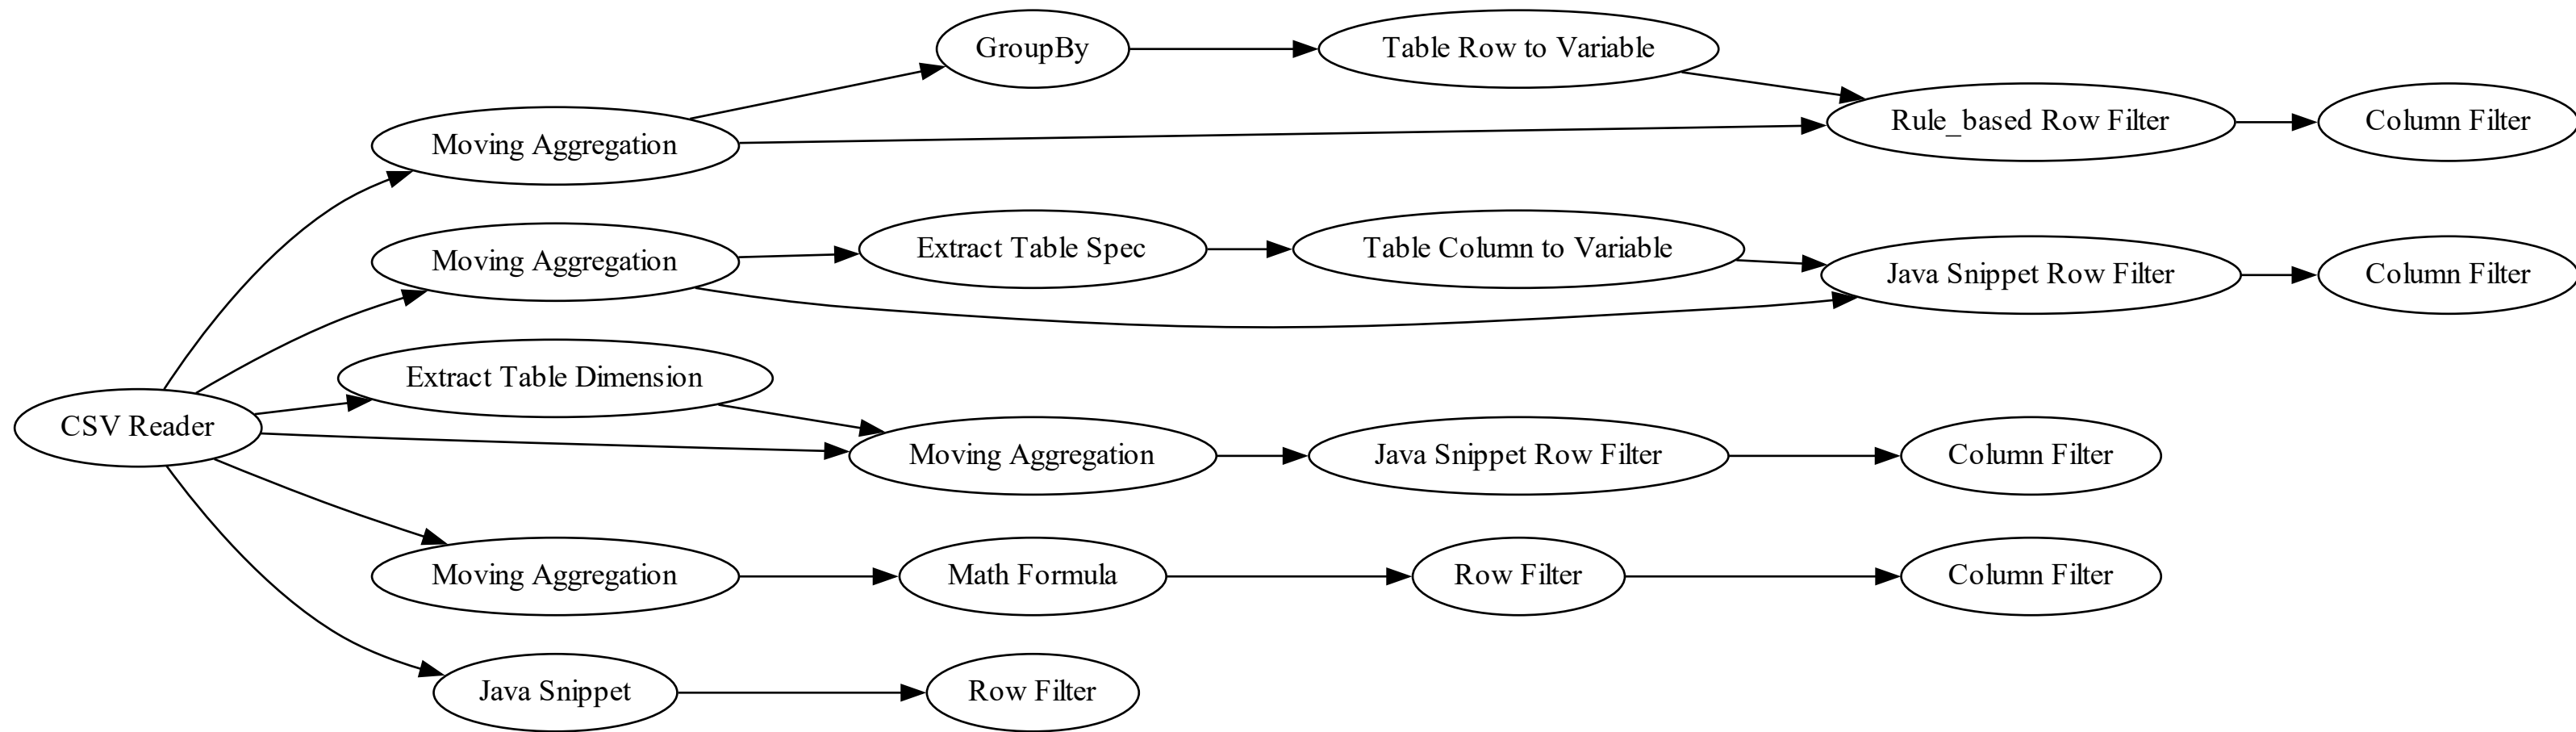 GroupBy
Table Row to Variable
Moving Aggregation
Rule_based Row Filter
Column Filter
Moving Aggregation
Extract Table Spec
Table Column to Variable
Java Snippet Row Filter
Column Filter
Extract Table Dimension
CSV Reader
Moving Aggregation
Java Snippet Row Filter
Column Filter
Moving Aggregation
Math Formula
Row Filter
Column Filter
Java Snippet
Row Filter